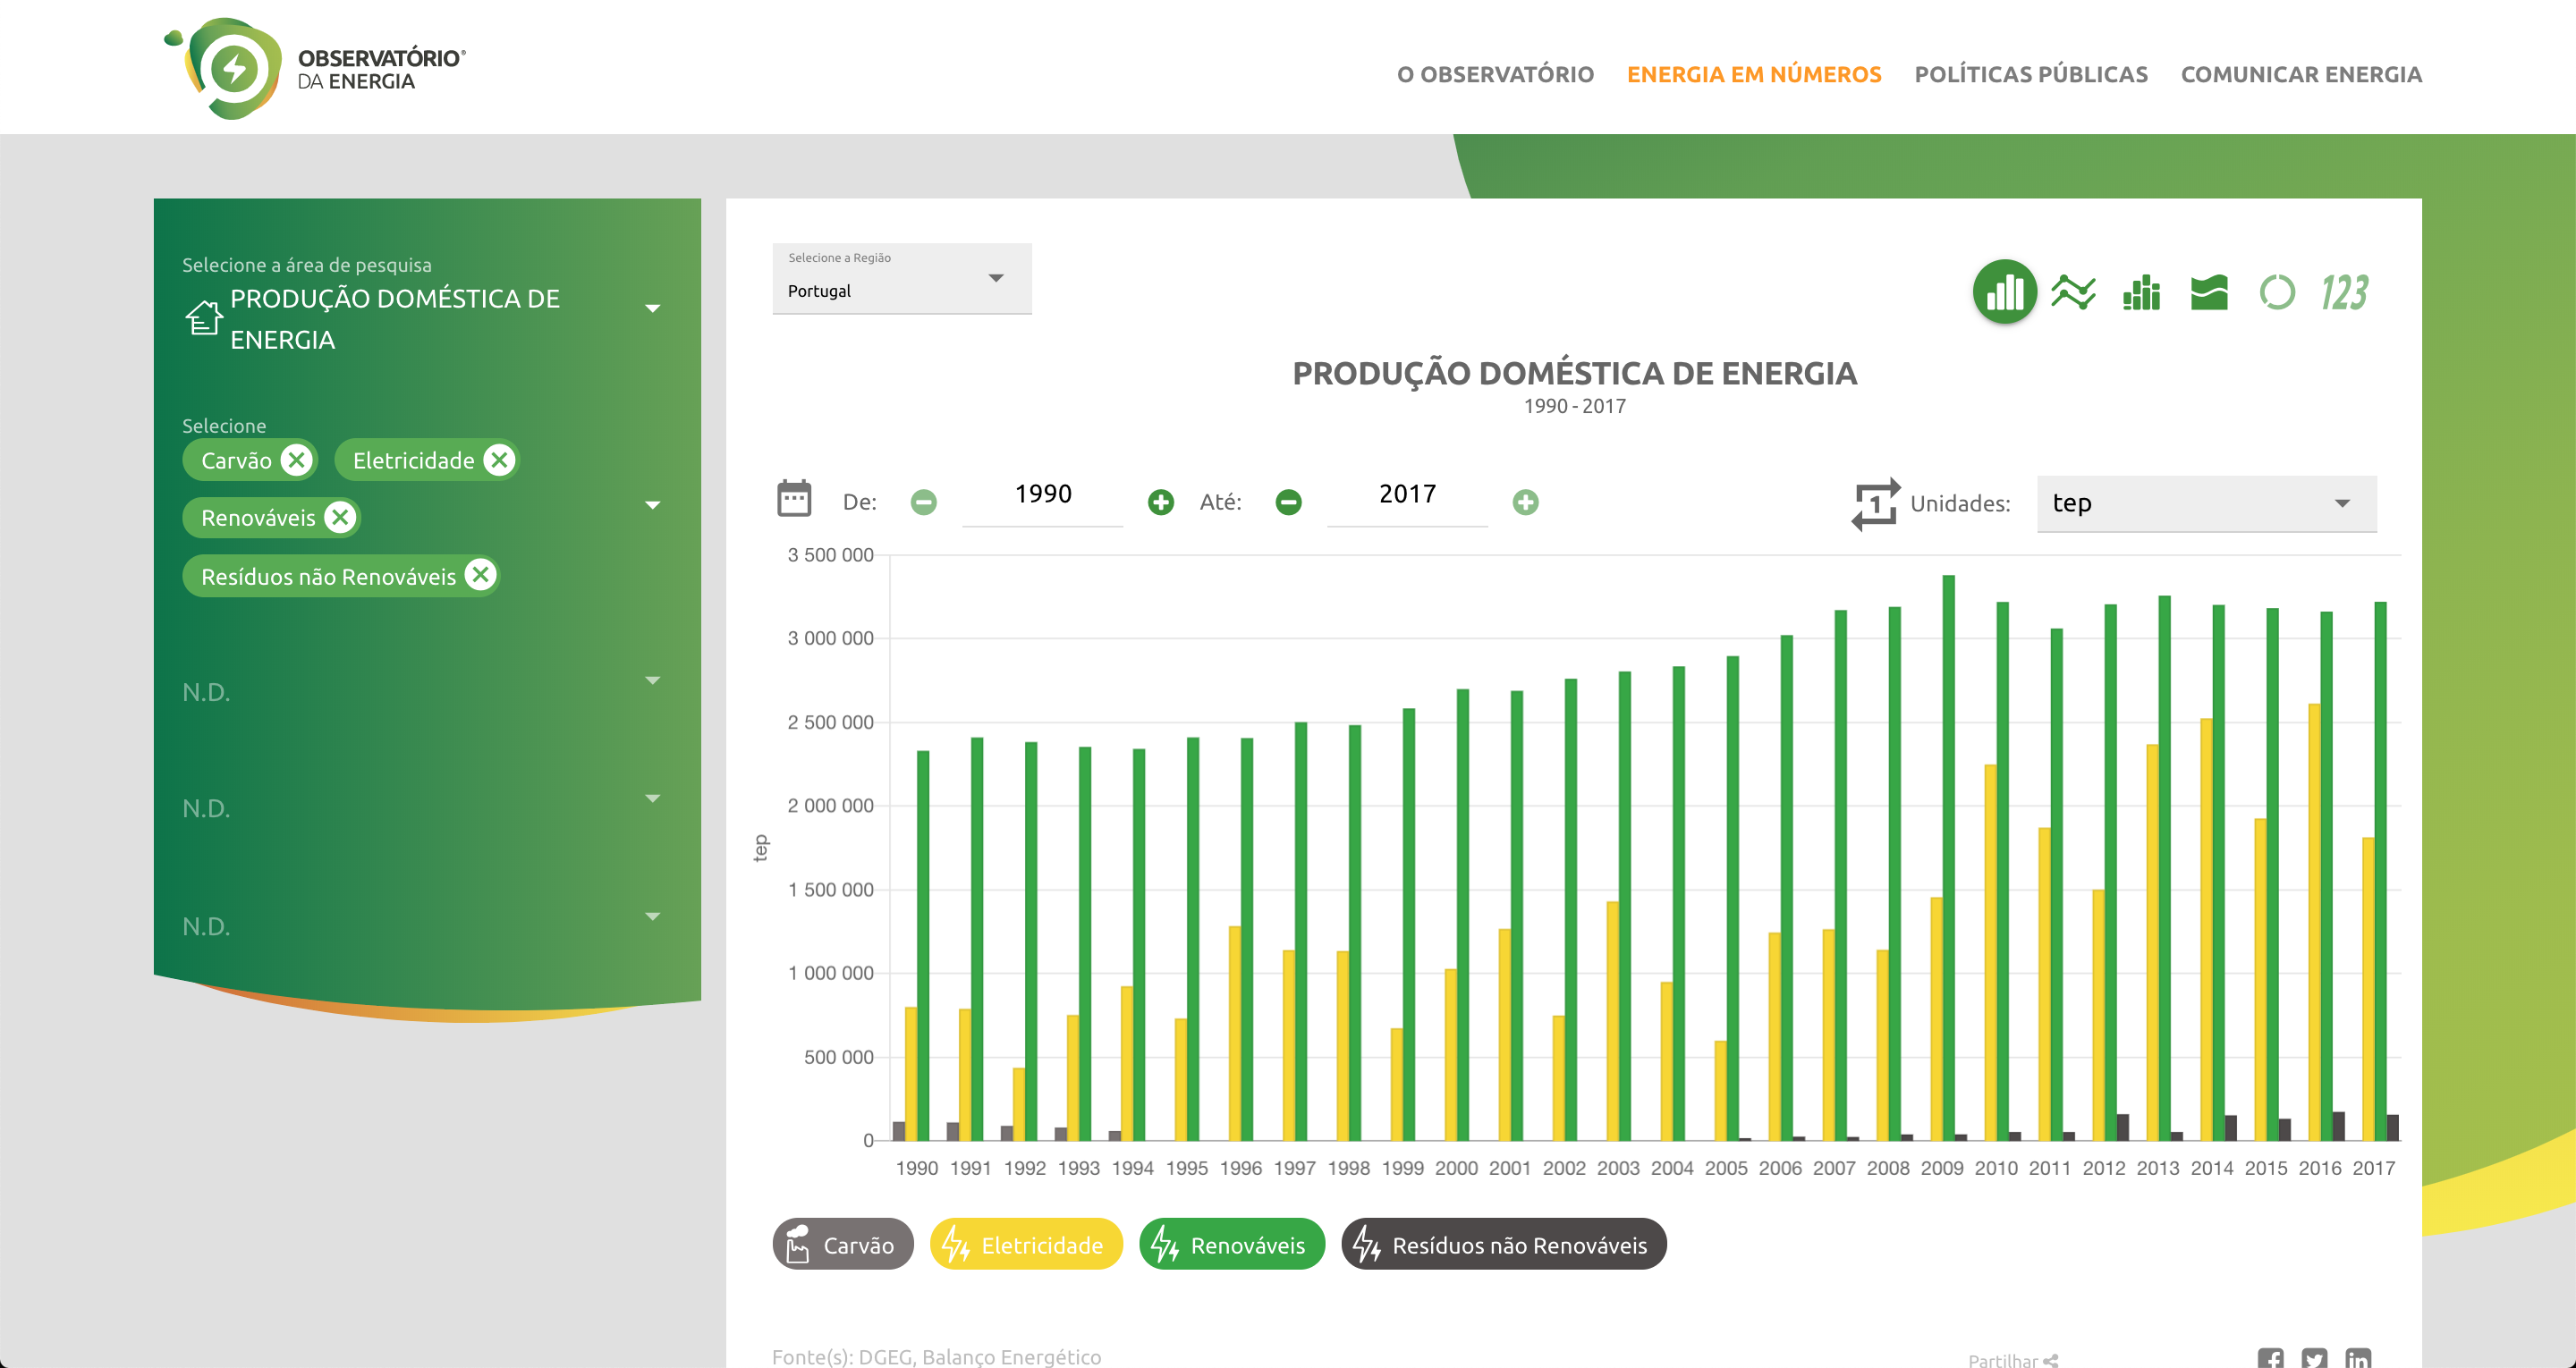 OBSERVATÓRIO®
DA ENERGIA
O OBSERVATÓRIO
ENERGIA EM NÚMEROS
POLÍTICAS PÚBLICAS
COMUNICAR ENERGIA
Selecione a área de pesquisa
PRODUÇÃO DOMÉSTICA DE
ENERGIA
Selecione
Carvão
Eletricidade
Renováveis
Resíduos não Renováveis
N.D.
N.D.
N.D.
Selecione a Região
Portugal
123
PRODUÇÃO DOMÉSTICA DE ENERGIA
1990 - 2017
De:
1990
Até:
2017
1
Unidades:
tep
3 500 000
3 000 000
2 500 000
2 000 000
1 500 000
1 000 000
500 000
0
tep
1990 1991 1992 1993 1994 1995 1996 1997 1998 1999 2000 2001 2002 2003 2004 2005 2006 2007 2008 2009 2010 2011 2012 2013 2014 2015 2016 2017
Carvão
Eletricidade
Renováveis
Resíduos não Renováveis
Fonte(s): DGEG, Balanço Energético
Partilhar